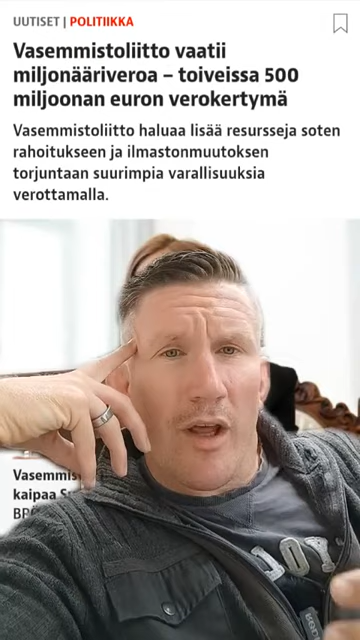 UUTISET | POLITIIKKA
Vasemmistoliitto vaatii
miljonääriveroa – toiveissa 500
miljoonan euron verokertymä
Vasemmistoliitto haluaa lisää resursseja soten
rahoitukseen ja ilmastonmuutoksen
torjuntaan suurimpia varallisuuksia
verottamalla.
kaipaa